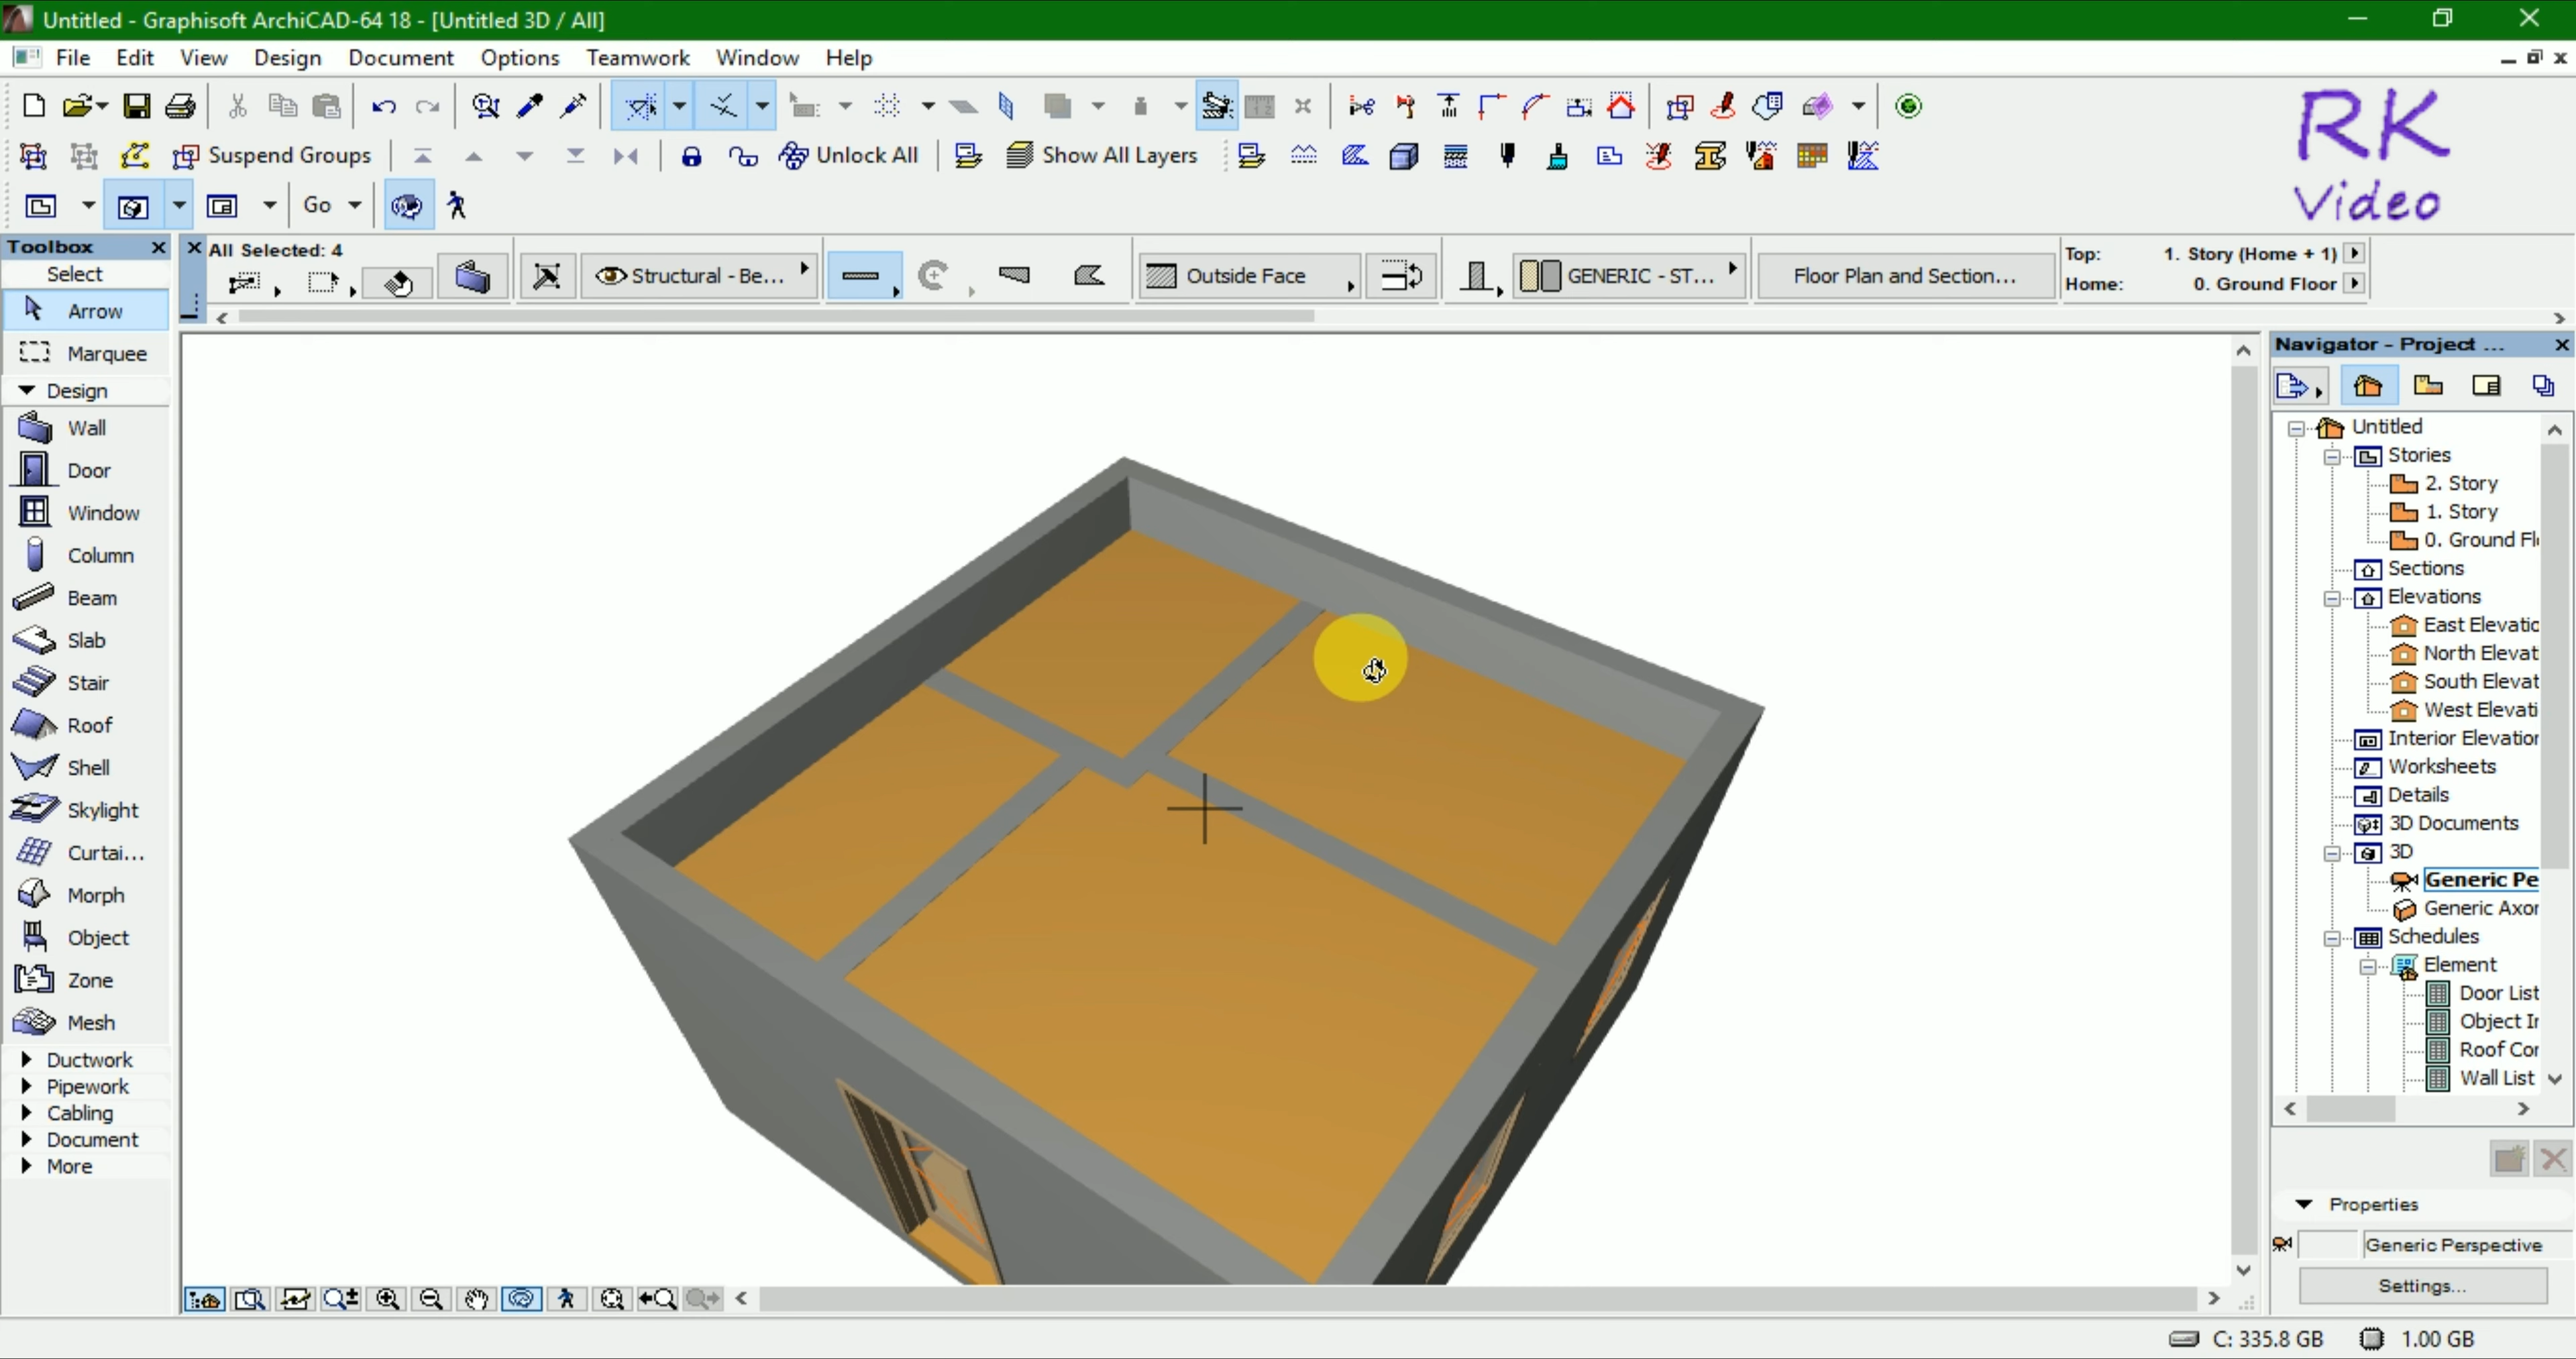 Untitled - Graphisoft ArchiCAD-64 18 - [Untitled 3D / All]
File Edit View Design Document Options Teamwork Window Help
RK
Video
Suspend Groups Unlock All Show All Layers
Go
Toolbox
Select
Arrow
Marquee
Design
Wall
Door
Window
Column
Beam
Slab
Stair
Roof
Shell
Skylight
Curtai...
Morph
Object
Zone
Mesh
Ductwork
Pipework
Cabling
Document
More
All Selected: 4
Structural - Be...
Outside Face
GENERIC - ST...
Floor Plan and Section...
Top: 1. Story (Home + 1)
Home: 0. Ground Floor
Navigator - Project ...
Untitled
Stories
2. Story
1. Story
0. Ground Fl
Sections
Elevations
East Elevatio
North Elevat
South Elevat
West Elevati
Interior Elevation
Worksheets
Details
3D Documents
3D
Generic Pe
Generic Axor
Schedules
Element
Door List
Object Ir
Roof Cor
Wall List
Properties
Generic Perspective
Settings...
C: 335.8 GB 1.00 GB